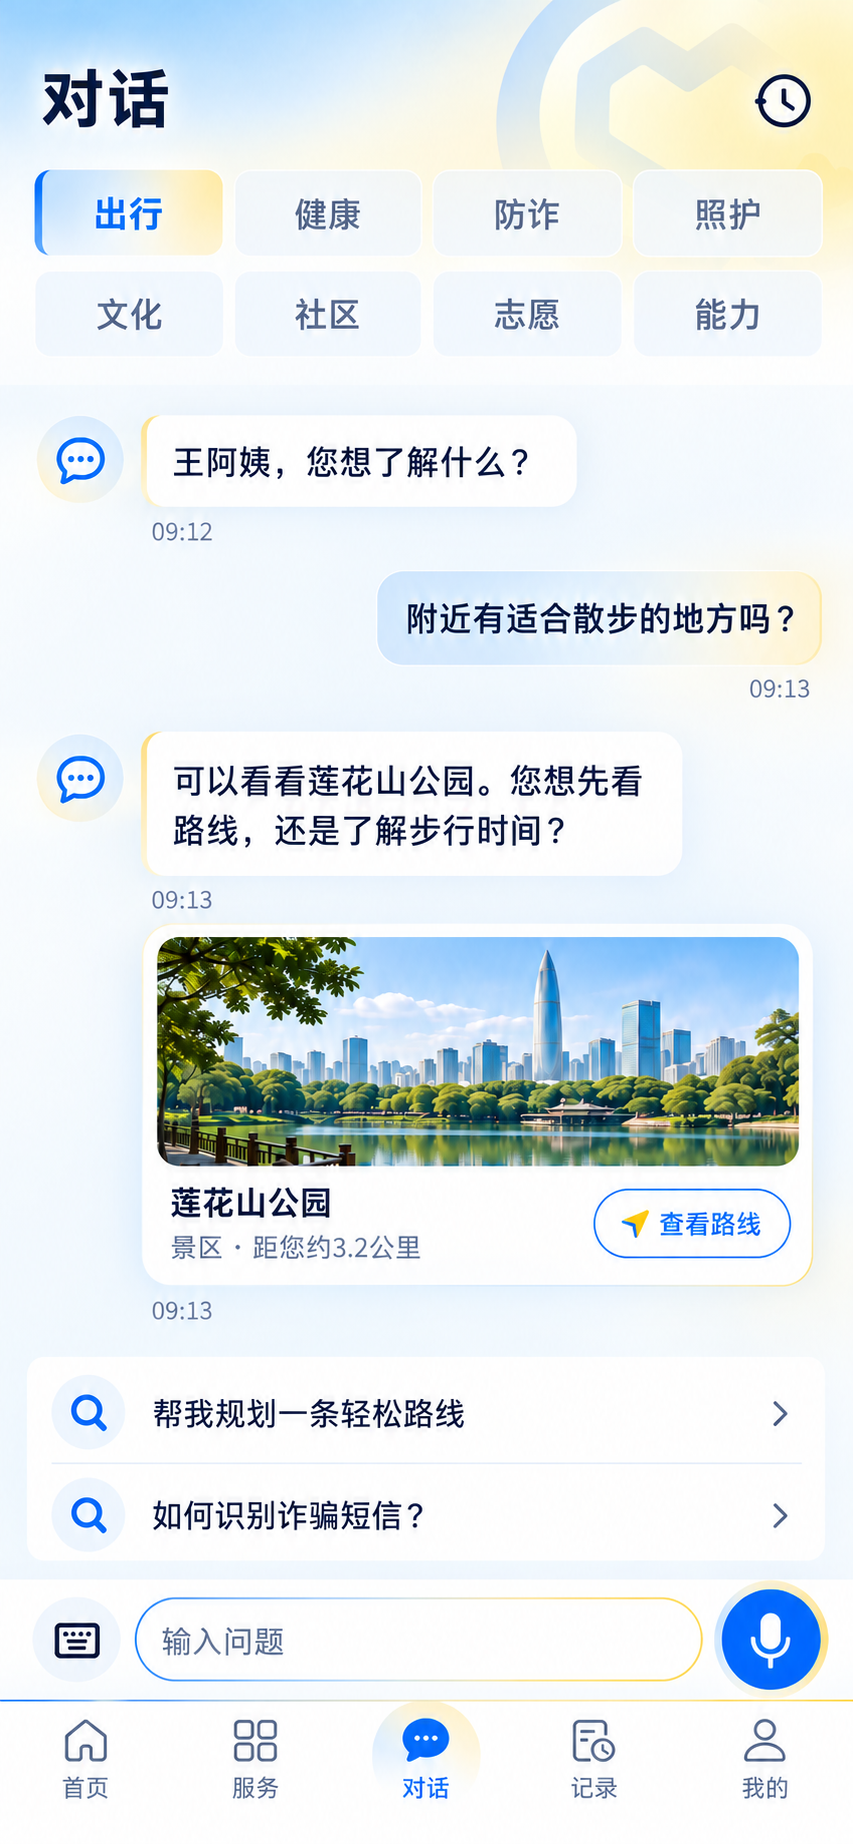 对话
出行
健康
防诈
照护
文化
社区
志愿
能力
王阿姨，您想了解什么？
09:12
附近有适合散步的地方吗？
09:13
可以看看莲花山公园。您想先看
路线，还是了解步行时间？
09:13
莲花山公园
景区·距您约3.2公里
查看路线
09:13
帮我规划一条轻松路线
如何识别诈骗短信？
输入问题
首页
服务
对话
记录
我的